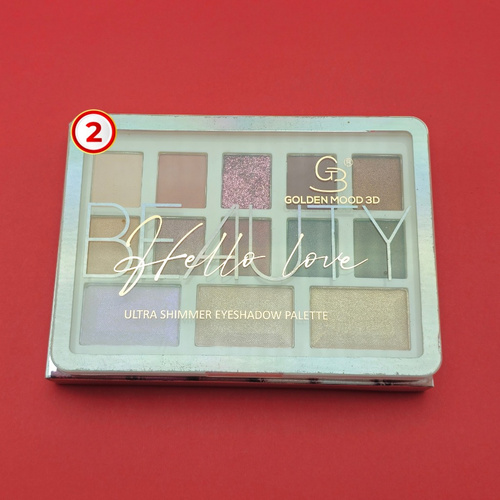 2
GB®
GOLDEN MOOD 3D
BEAUTY
Hello love
ULTRA SHIMMER EYESHADOW PALETTE